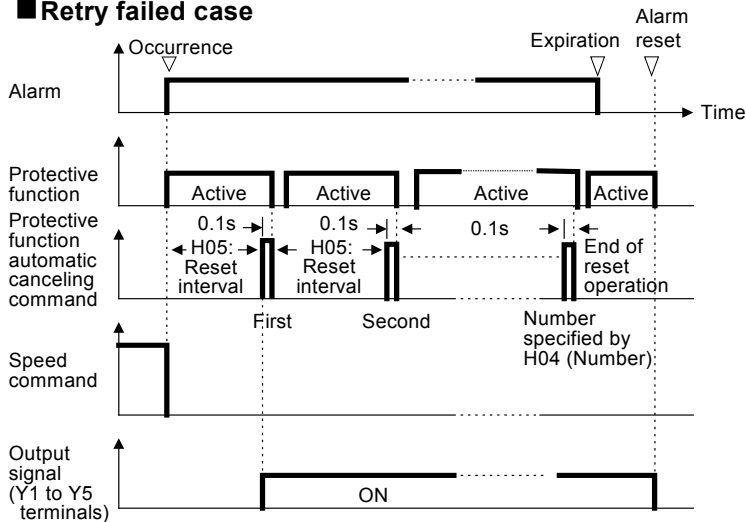 ■Retry failed case
Alarm
reset
Occurrence
Expiration
Alarm
Time
Protective
function
Active
Active
Active
Active
Protective
function
automatic
canceling
command
0.1s
0.1s
0.1s
H05:
Reset
interval
H05:
Reset
interval
End of
reset
operation
First
Second
Number
specified by
H04 (Number)
Speed
command
Output
signal
(Y1 to Y5
terminals)
ON